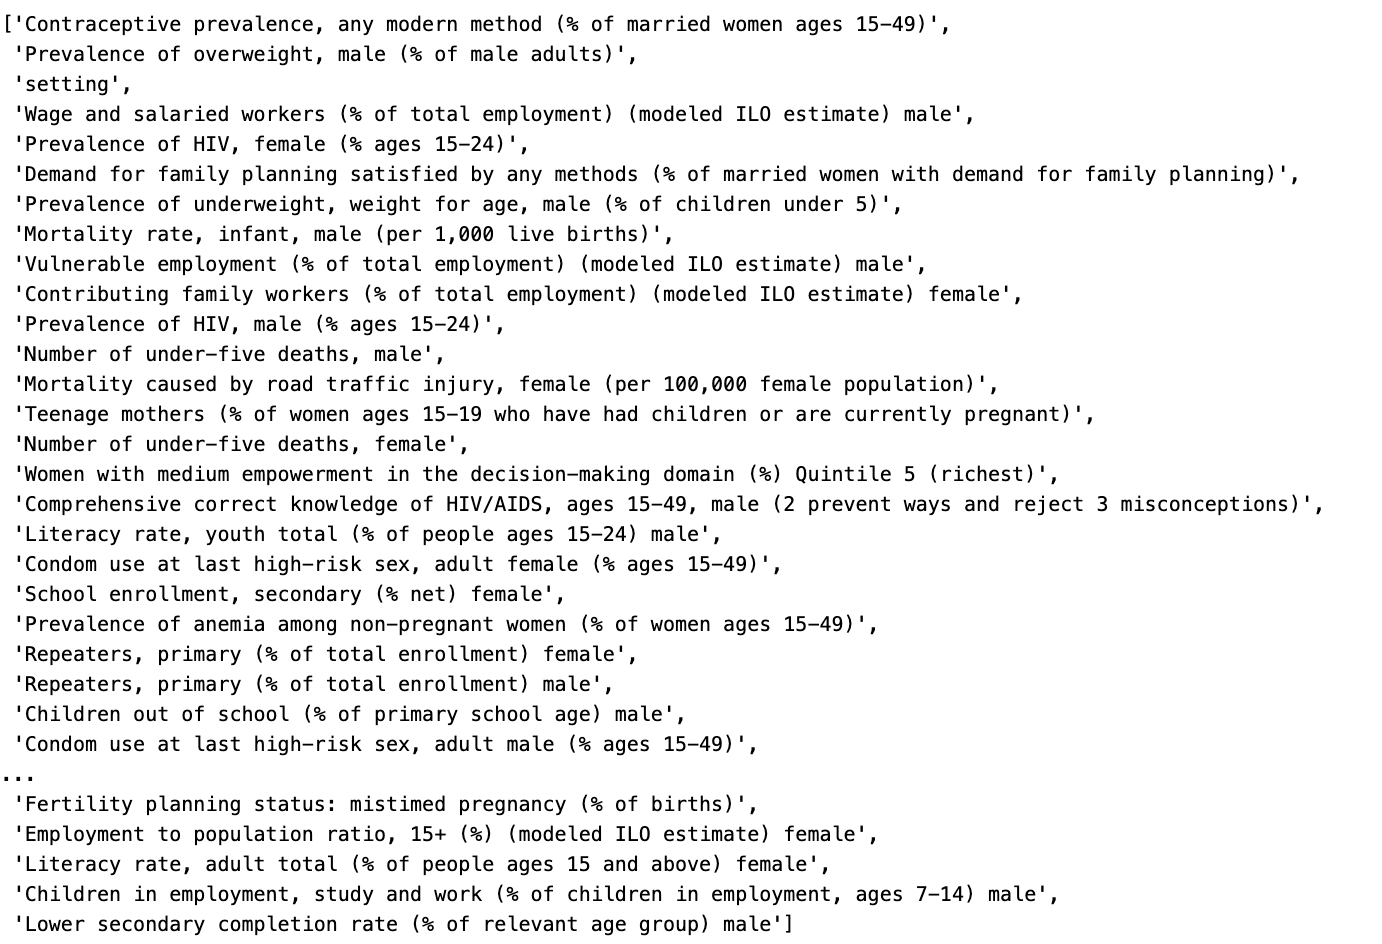 ['Contraceptive prevalence, any modern method (% of married women ages 15-49)',
'Prevalence of overweight, male (% of male adults)',
'setting',
'Wage and salaried workers (% of total employment) (modeled ILO estimate) male',
'Prevalence of HIV, female (% ages 15-24)',
'Demand for family planning satisfied by any methods (% of married women with demand for family planning)',
'Prevalence of underweight, weight for age, male (% of children under 5)',
'Mortality rate, infant, male (per 1,000 live births)',
'Vulnerable employment (% of total employment) (modeled ILO estimate) male',
'Contributing family workers (% of total employment) (modeled ILO estimate) female',
'Prevalence of HIV, male (% ages 15-24)',
'Number of under-five deaths, male',
'Mortality caused by road traffic injury, female (per 100,000 female population)',
'Teenage mothers (% of women ages 15-19 who have had children or are currently pregnant)',
'Number of under-five deaths, female',
'Women with medium empowerment in the decision-making domain (%) Quintile 5 (richest)',
'Comprehensive correct knowledge of HIV/AIDS, ages 15-49, male (2 prevent ways and reject 3 misconceptions)',
'Literacy rate, youth total (% of people ages 15-24) male',
'Condom use at last high-risk sex, adult female (% ages 15-49)',
'School enrollment, secondary (% net) female',
'Prevalence of anemia among non-pregnant women (% of women ages 15-49)',
'Repeaters, primary (% of total enrollment) female',
'Repeaters, primary (% of total enrollment) male',
'Children out of school (% of primary school age) male',
'Condom use at last high-risk sex, adult male (% ages 15-49)',
...
'Fertility planning status: mistimed pregnancy (% of births)',
'Employment to population ratio, 15+ (%) (modeled ILO estimate) female',
'Literacy rate, adult total (% of people ages 15 and above) female',
'Children in employment, study and work (% of children in employment, ages 7-14) male',
'Lower secondary completion rate (% of relevant age group) male']